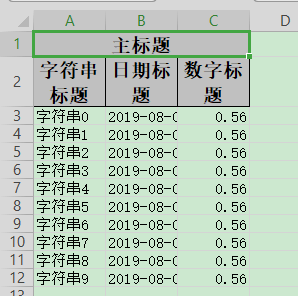 A B C D
1 主标题
2 字符串标题 日期标题 数字标题
3 字符串0 2019-08-0 0.56
4 字符串1 2019-08-0 0.56
5 字符串2 2019-08-0 0.56
6 字符串3 2019-08-0 0.56
7 字符串4 2019-08-0 0.56
8 字符串5 2019-08-0 0.56
9 字符串6 2019-08-0 0.56
10 字符串7 2019-08-0 0.56
11 字符串8 2019-08-0 0.56
12 字符串9 2019-08-0 0.56